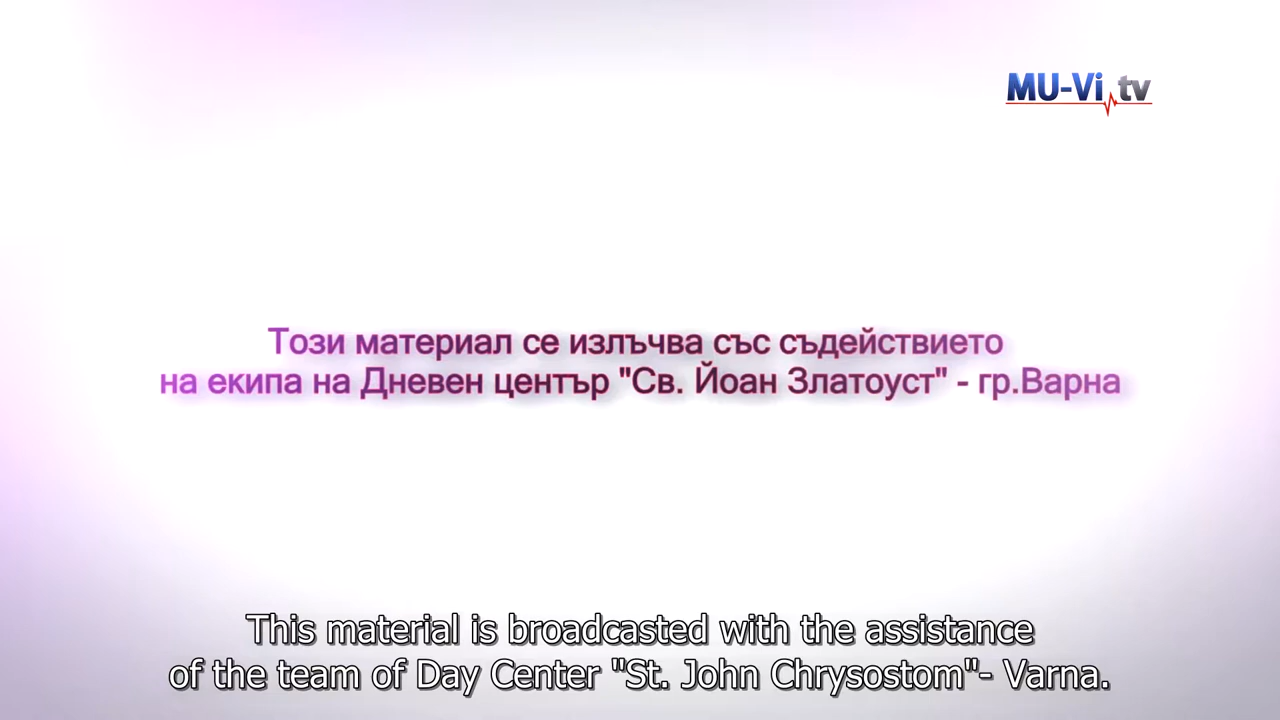 MU-Vi.tv
Този материал се излъчва със съдействието
на екипа на Дневен център "Св. Йоан Златоуст" - гр.Варна
This material is broadcasted with the assistance
of the team of Day Center "St. John Chrysostom"- Varna.